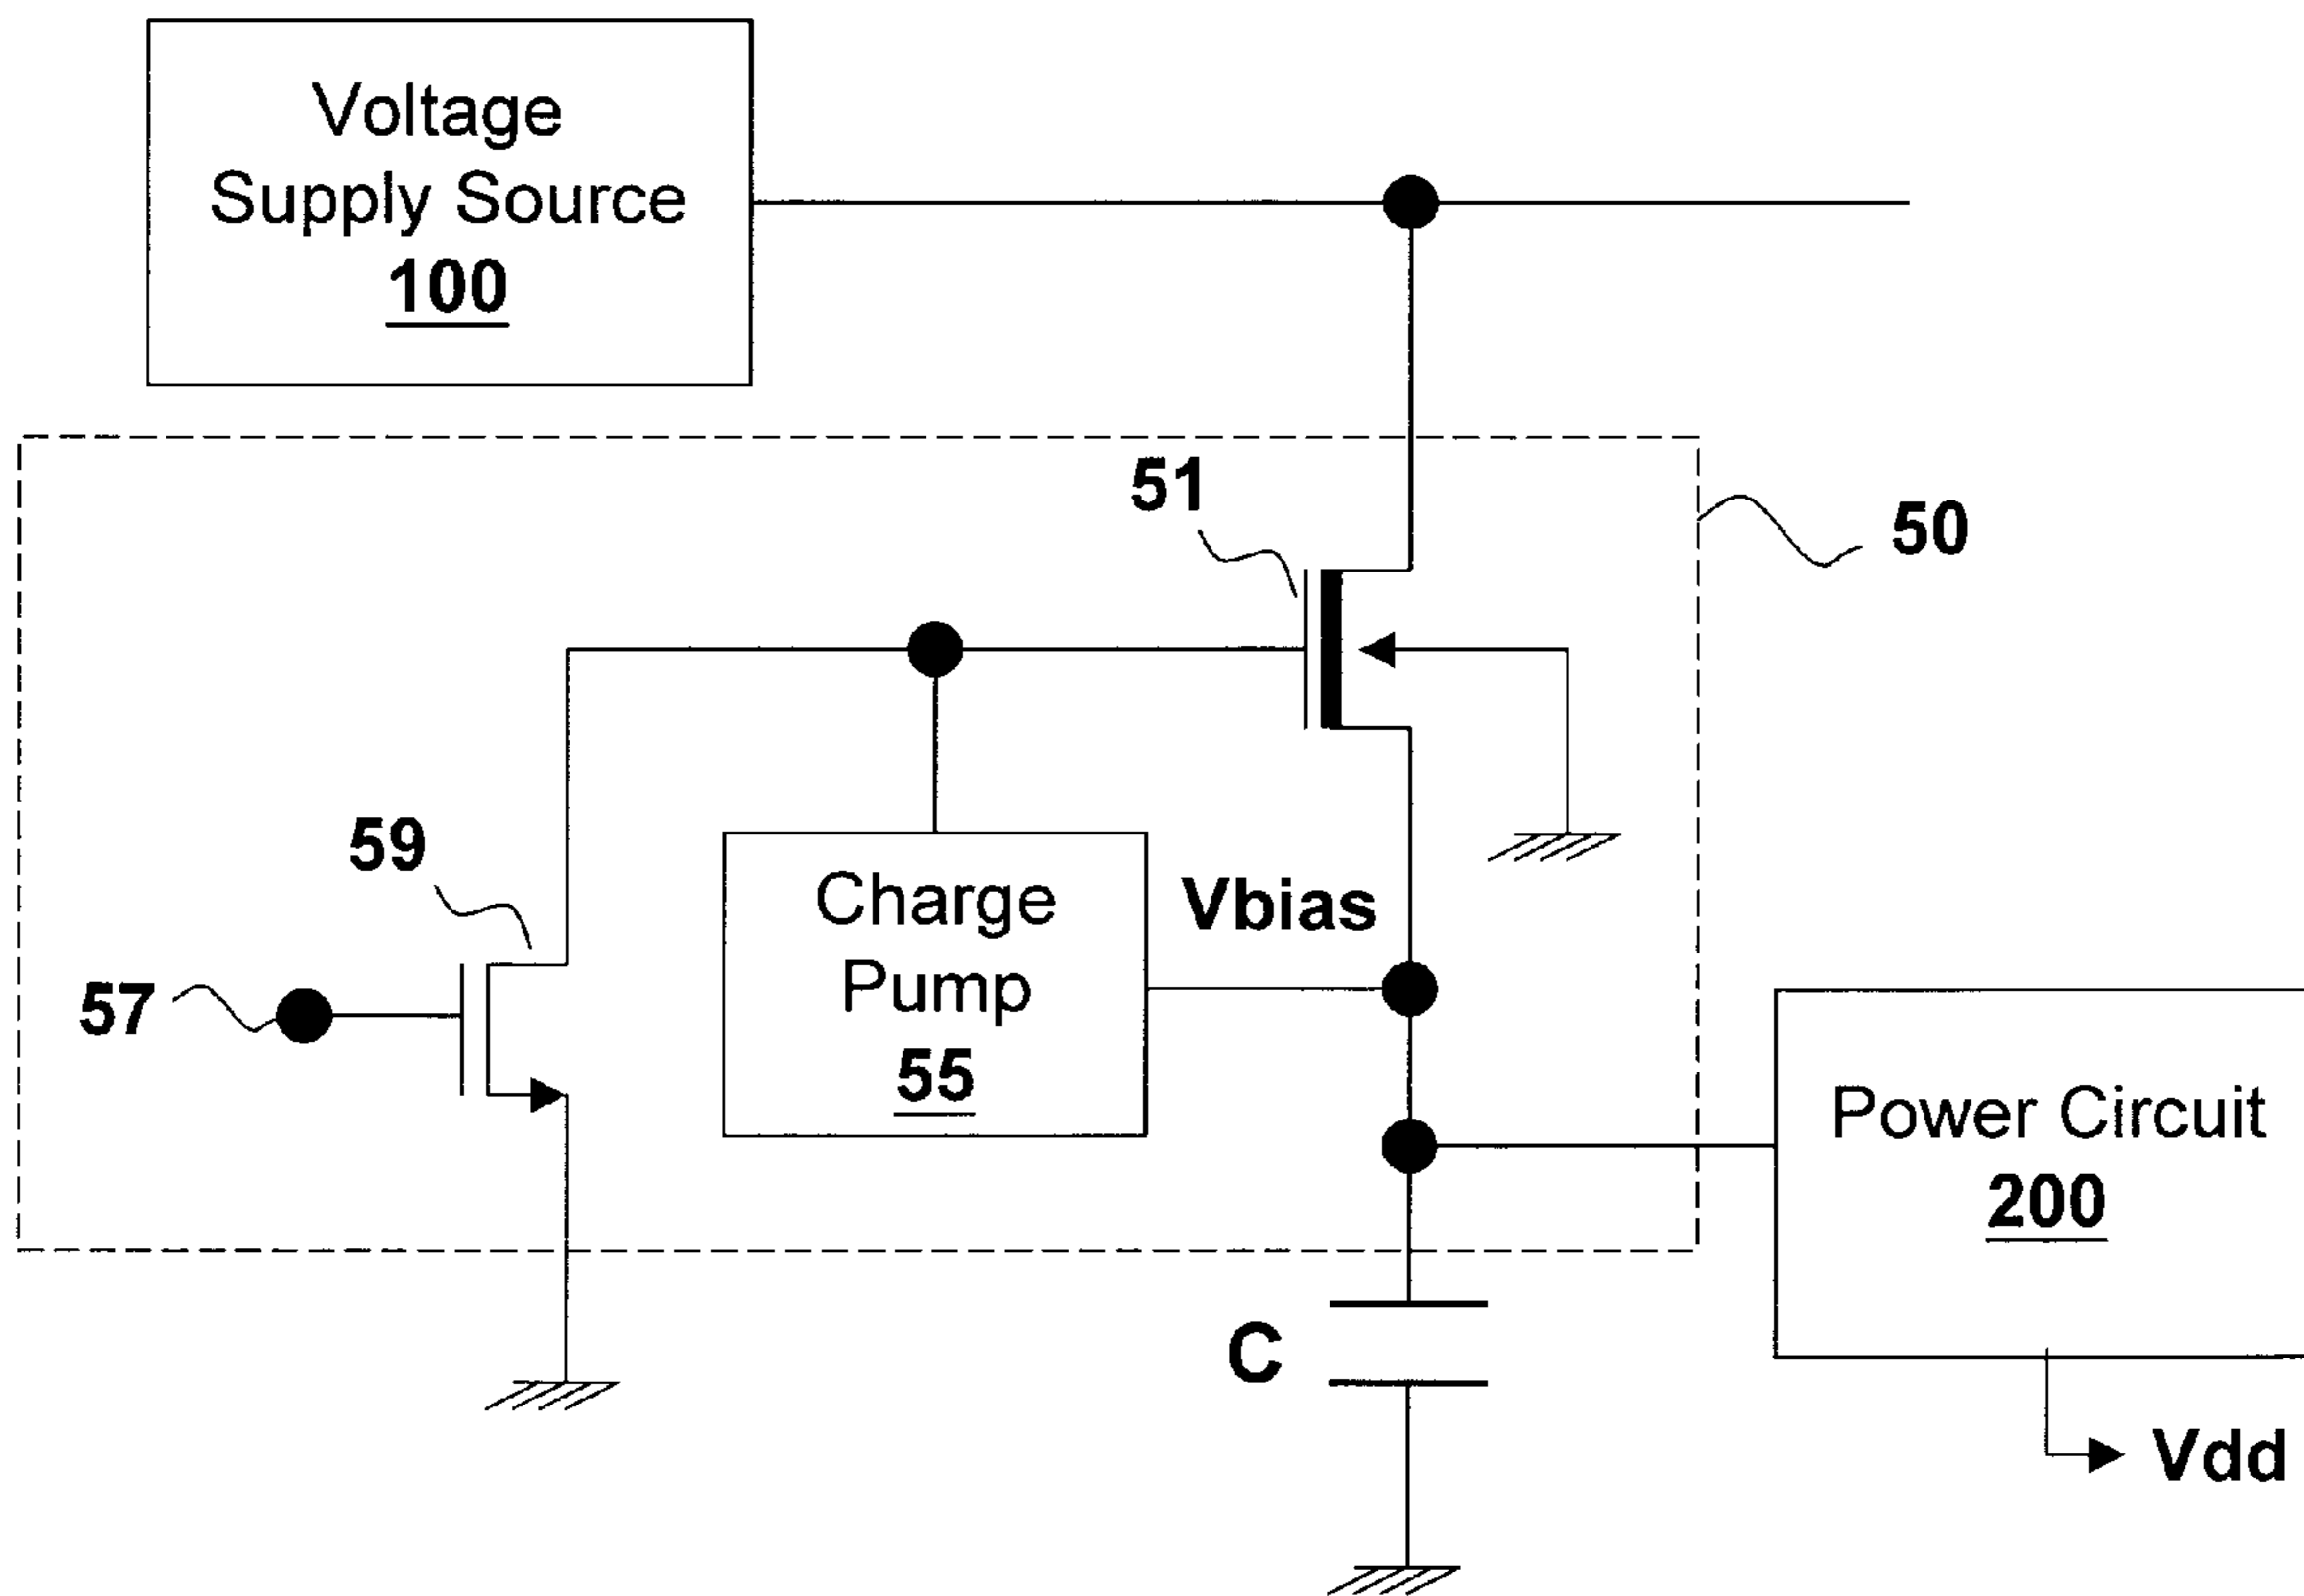 Voltage
Supply Source
100
51
50
59
Charge
Pump
55
Vbias
57
Power Circuit
200
C
Vdd